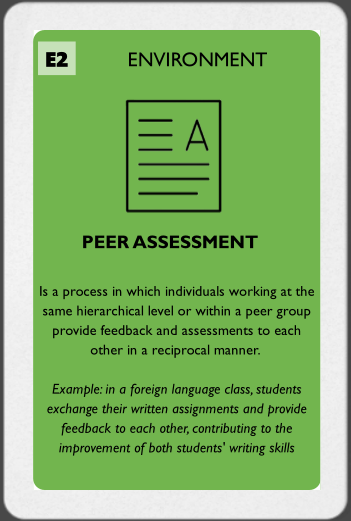 E2
ENVIRONMENT
A
PEER ASSESSMENT
Is a process in which individuals working at the
same hierarchical level or within a peer group
provide feedback and assessments to each
other in a reciprocal manner.
Example: in a foreign language class, students
exchange their written assignments and provide
feedback to each other, contributing to the
improvement of both students' writing skills